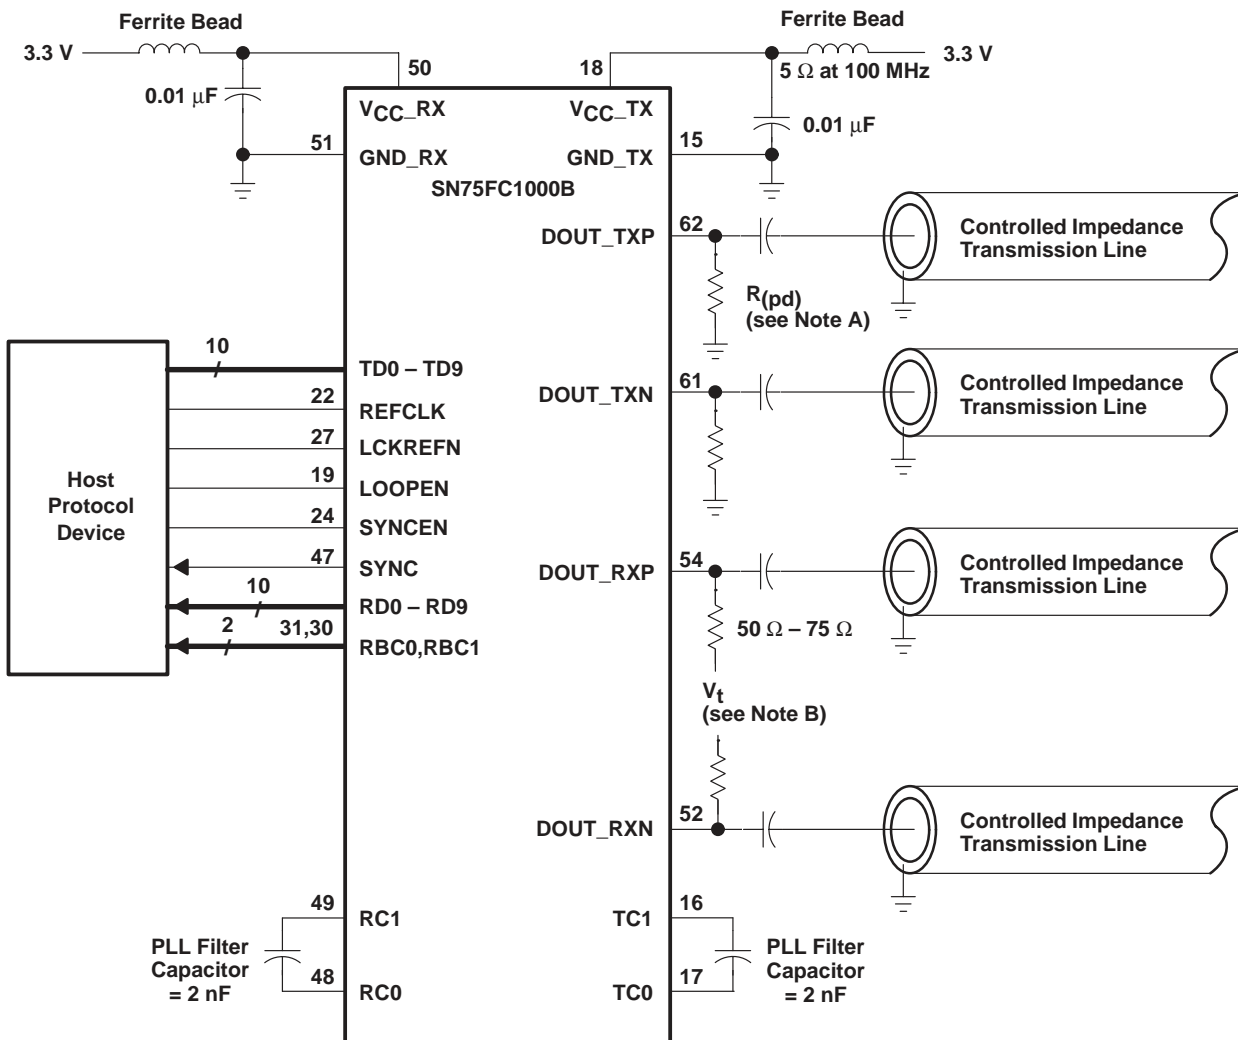 Ferrite Bead
3.3 V
0.01 μF
50
VCC_RX
51
GND_RX
Ferrite Bead
3.3 V
5 Ω at 100 MHz
18
VCC_TX
0.01 μF
15
GND_TX
SN75FC1000B
DOUT_TXP
62
Controlled Impedance
Transmission Line
R(pd)
(see Note A)
DOUT_TXN
61
Controlled Impedance
Transmission Line
Host
Protocol
Device
10
TD0 – TD9
22
REFCLK
27
LCKREFN
19
LOOPEN
24
SYNCEN
47
SYNC
10
RD0 – RD9
2
31,30
RBC0,RBC1
DOUT_RXP
54
Controlled Impedance
Transmission Line
50 Ω – 75 Ω
Vt
(see Note B)
DOUT_RXN
52
Controlled Impedance
Transmission Line
49
RC1
PLL Filter
Capacitor
= 2 nF
48
RC0
TC1
16
PLL Filter
Capacitor
= 2 nF
TC0
17